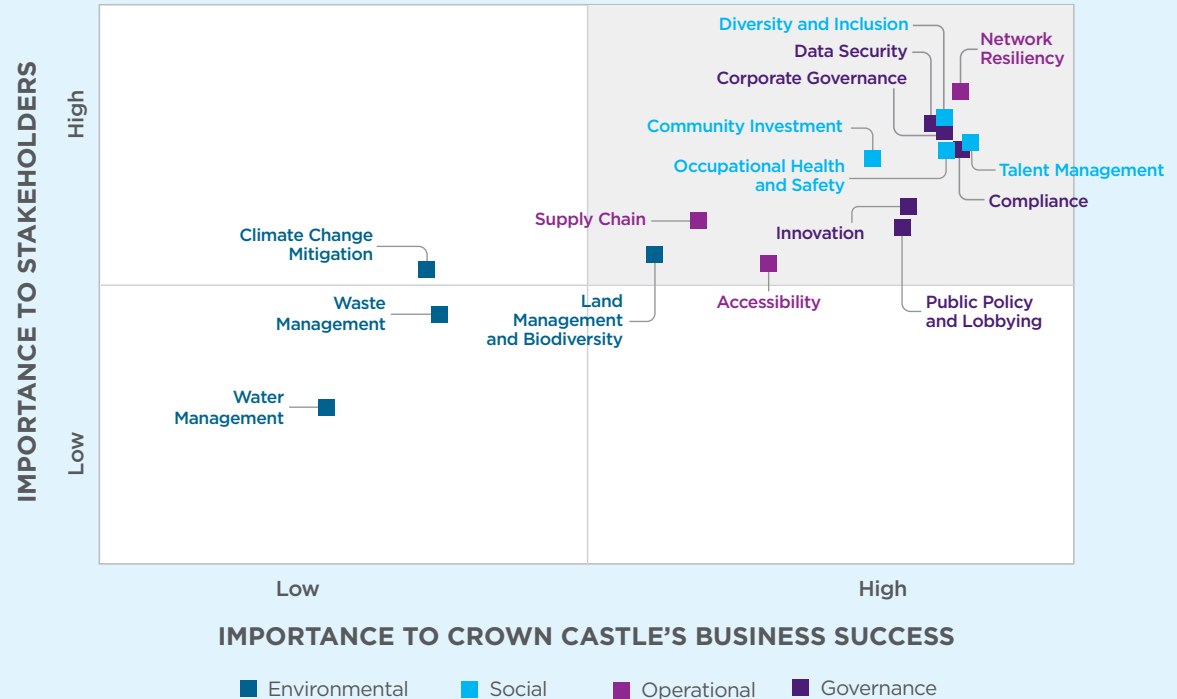 IMPORTANCE TO STAKEHOLDERS
High
Low
Diversity and Inclusion
Data Security
Corporate Governance
Network
Resiliency
Community Investment
Occupational Health
and Safety
Talent Management
Compliance
Supply Chain
Innovation
Climate Change
Mitigation
Waste
Management
Land
Management
and Biodiversity
Accessibility
Public Policy
and Lobbying
Water
Management
Low
High
IMPORTANCE TO CROWN CASTLE'S BUSINESS SUCCESS
Environmental
Social
Operational
Governance